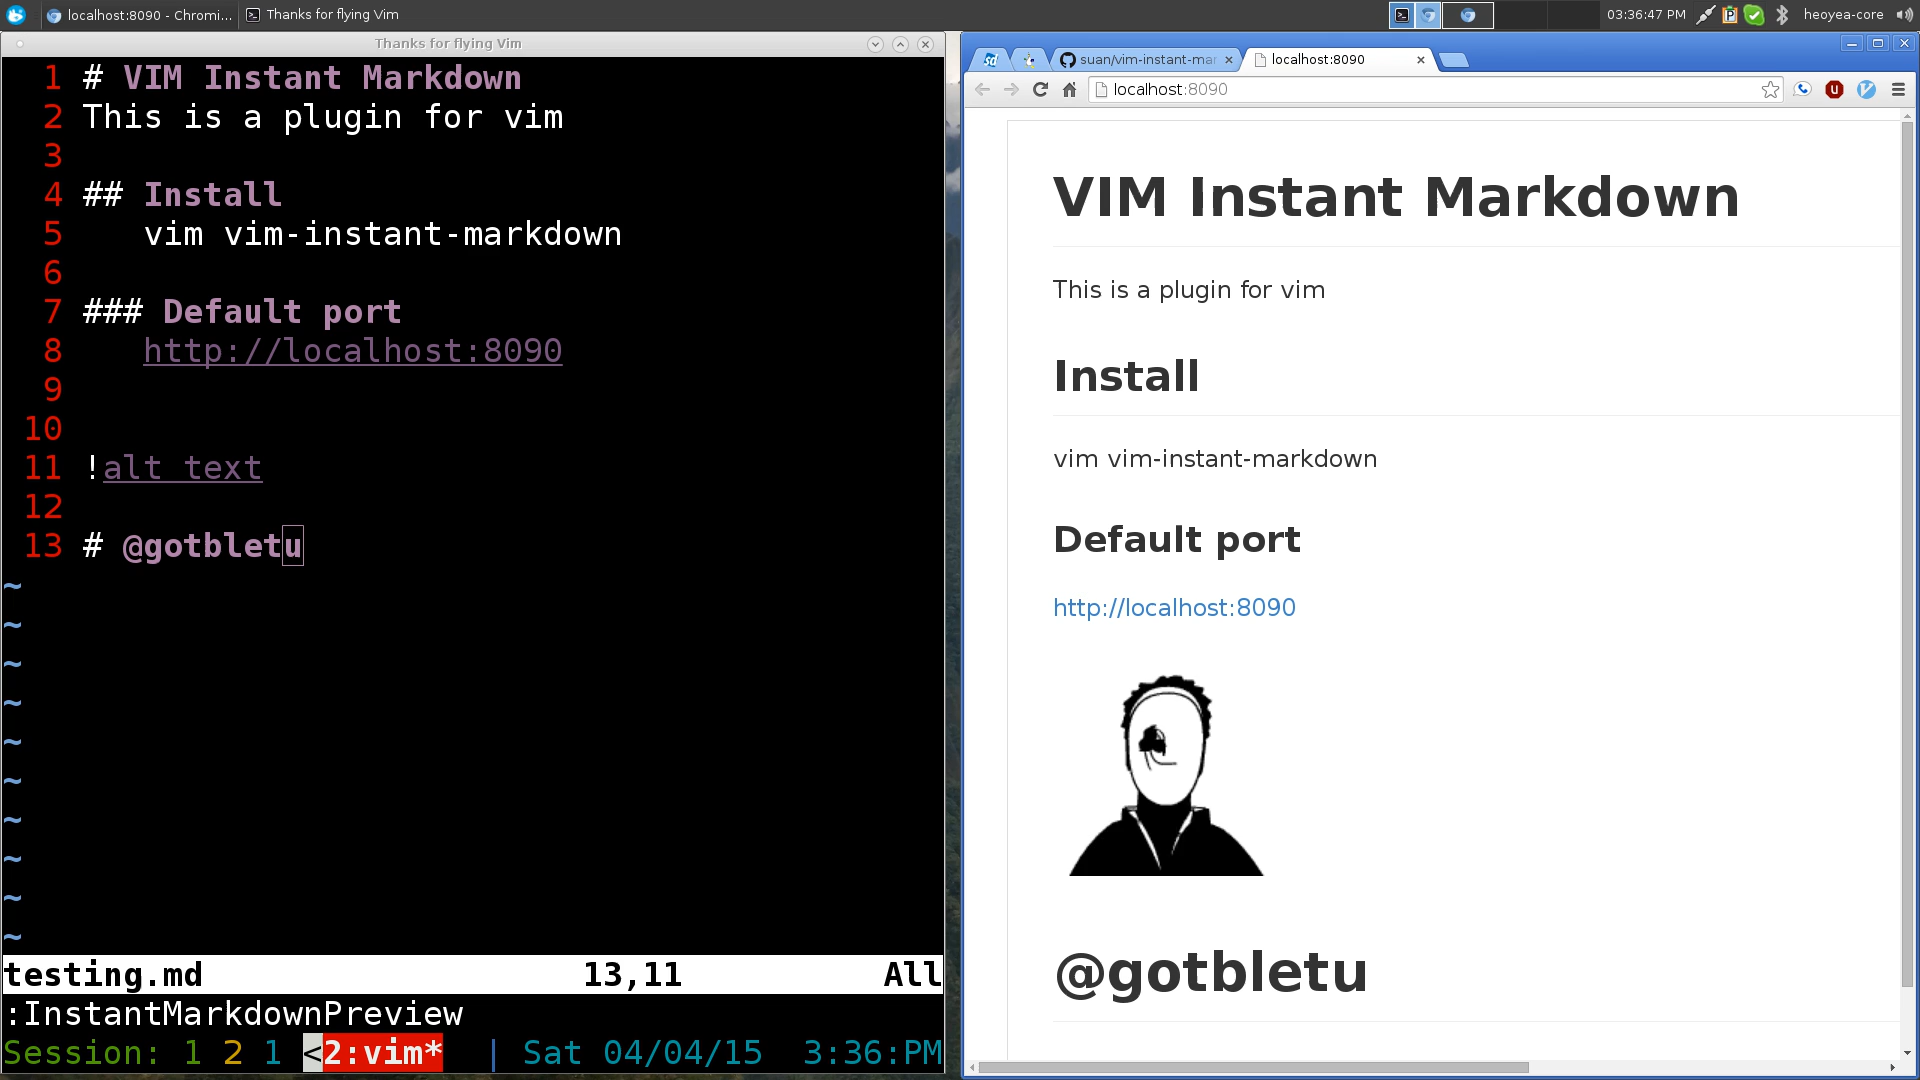 localhost:8090 - Chromi...
Thanks for flying Vim
03:36:47 PM
heoyea-core
Thanks for flying Vim
1 # VIM Instant Markdown
2 This is a plugin for vim
3
4 ## Install
5 vim vim-instant-markdown
6
7 ### Default port
8 http://localhost:8090
9
10
11 !alt text
12
13 # @gotbletu
~
~
~
~
~
~
~
~
~
~
testing.md 13,11 All
:InstantMarkdownPreview
Session: 1 2 1 <2:vim* | Sat 04/04/15 3:36:PM
suan/vim-instant-mar
localhost:8090
localhost:8090
VIM Instant Markdown
This is a plugin for vim
Install
vim vim-instant-markdown
Default port
http://localhost:8090
@gotbletu